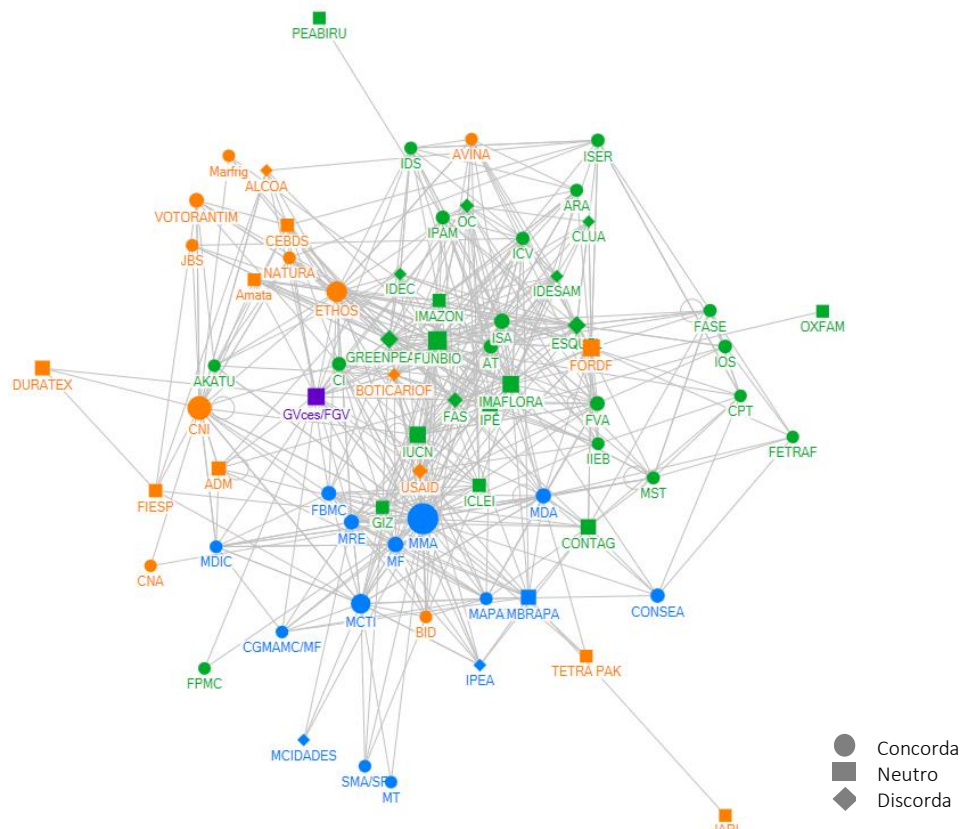 PEABIRU
IDS
AVINA
ISER
Marfrig
ALCOA
ARA
VOTORANTIM
OC
CEBDS
IPAM
CLUA
ICV
JBS
NATURA
Amata
IDEC
IDESAM
ETHOS
IMAZON
FASE
OXFAM
ISA
GREENPEA
FUNBIO
AT
ESQUEL
FORDF
IOS
DURATEX
AKATU
CI
BOTICARIOF
GVces/FGV
IMAFLORA
FAS
IPE
FVA
CPT
CNI
IUCN
IIEB
FETRAF
ADM
USAID
MST
FIESP
FBMC
ICLEI
MDA
GIZ
MRE
MMA
CONTAG
MF
MDIC
CNA
MCTI
MAPA
MBRAPA
CONSEA
BID
CGMAMC/MF
FPMC
IPEA
TETRA PAK
MCIDADES
SMA/SP
MT
Concorda
Neutro
Discorda